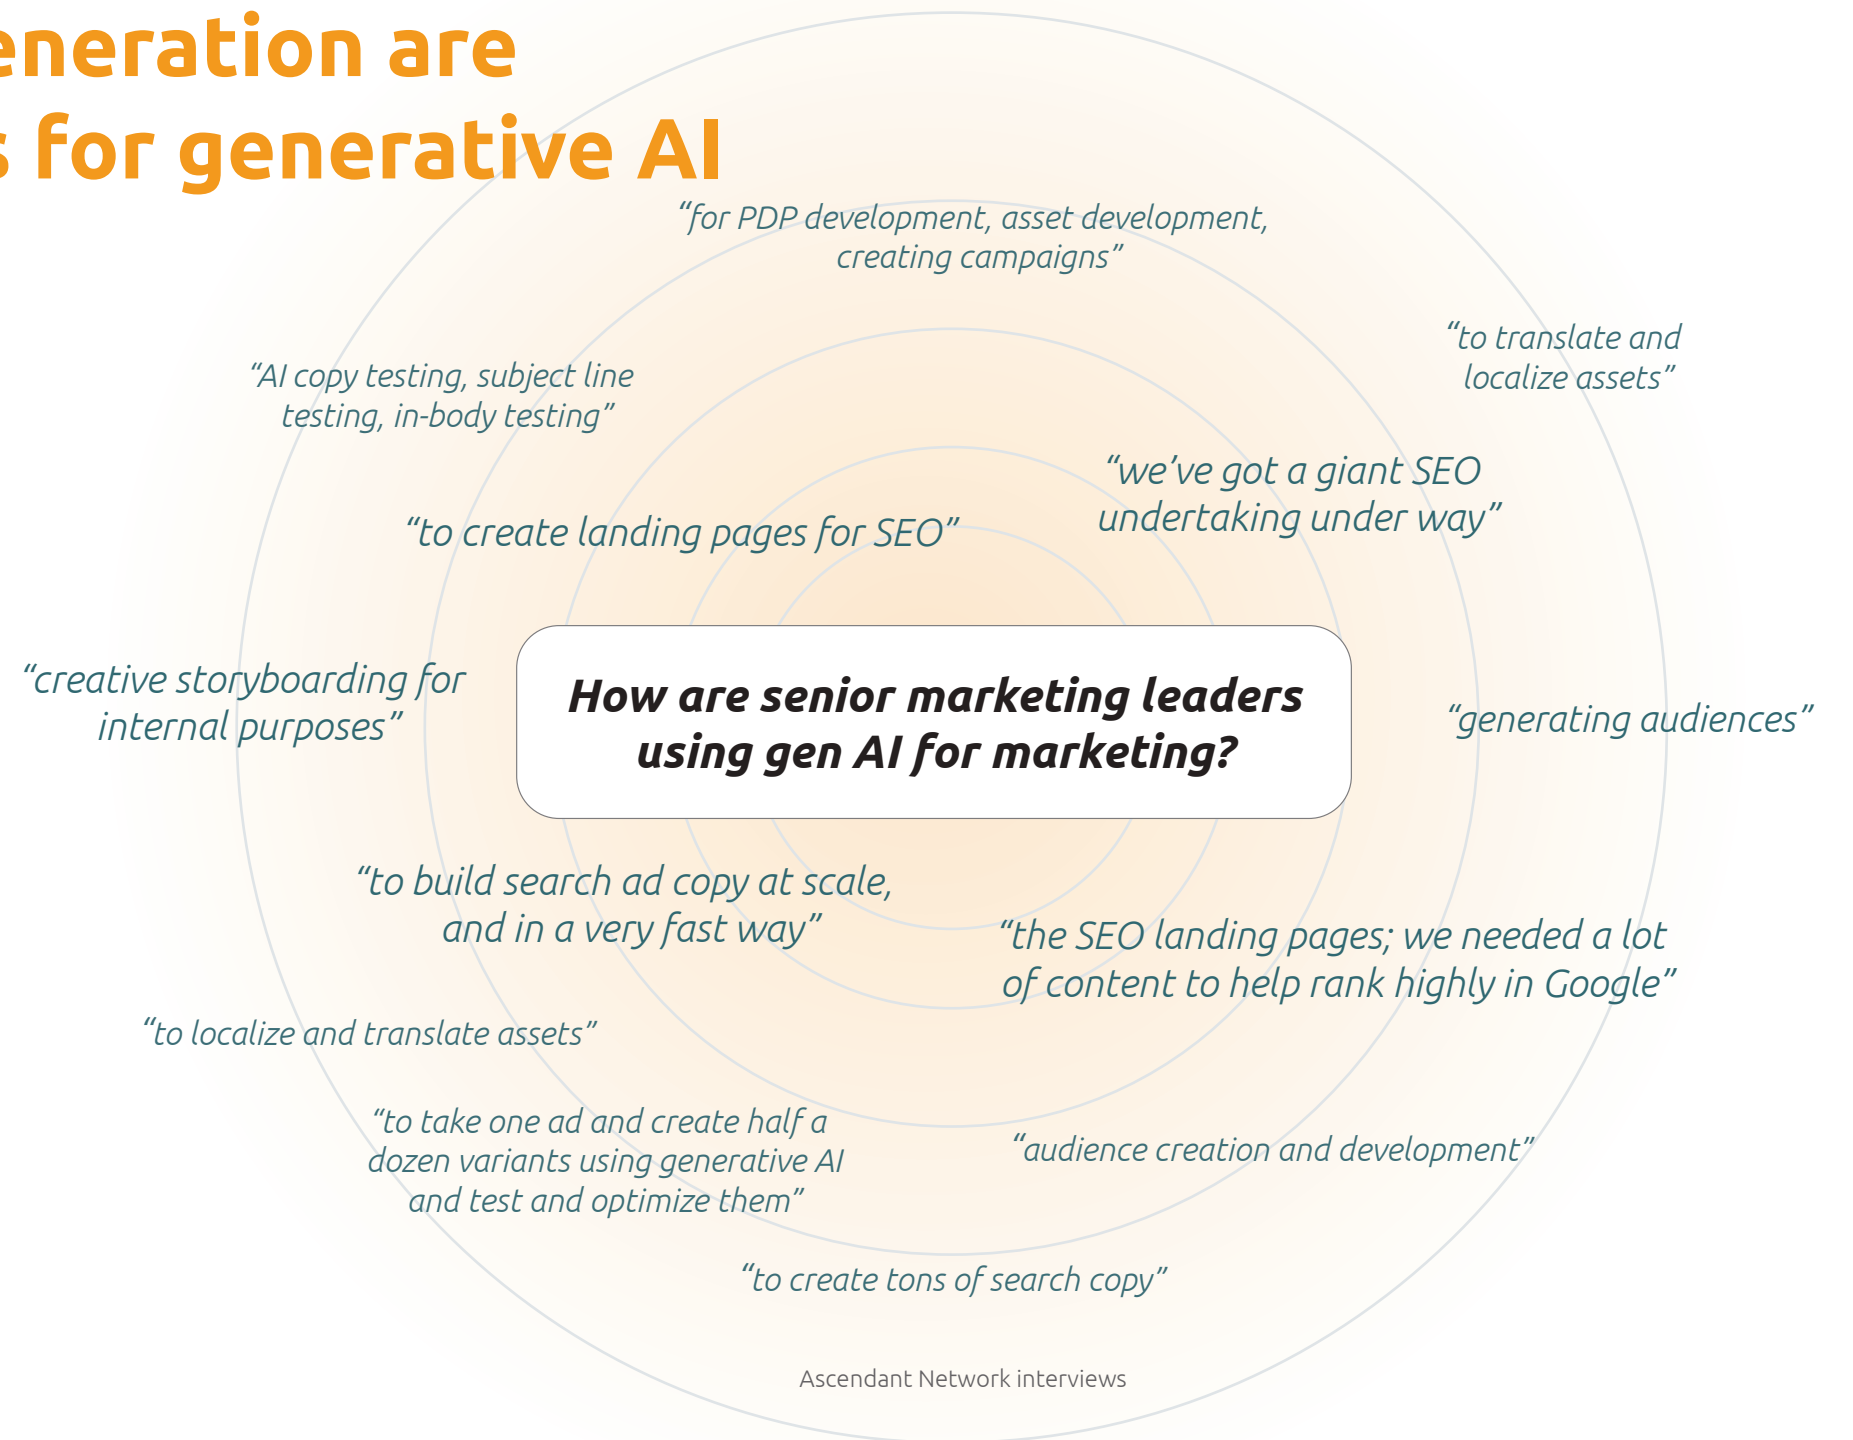 eneration are
s for generative AI
“for PDP development, asset development,
creating campaigns”
“to translate and
localize assets”
“AI copy testing, subject line
testing, in-body testing”
“we’ve got a giant SEO
undertaking under way”
“to create landing pages for SEO”
“creative storyboarding for
internal purposes”
How are senior marketing leaders
using gen AI for marketing?
“generating audiences”
“to build search ad copy at scale,
and in a very fast way”
“the SEO landing pages; we needed a lot
of content to help rank highly in Google”
“to localize and translate assets”
“to take one ad and create half a
dozen variants using generative AI
and test and optimize them”
“audience creation and development”
“to create tons of search copy”
Ascendant Network interviews